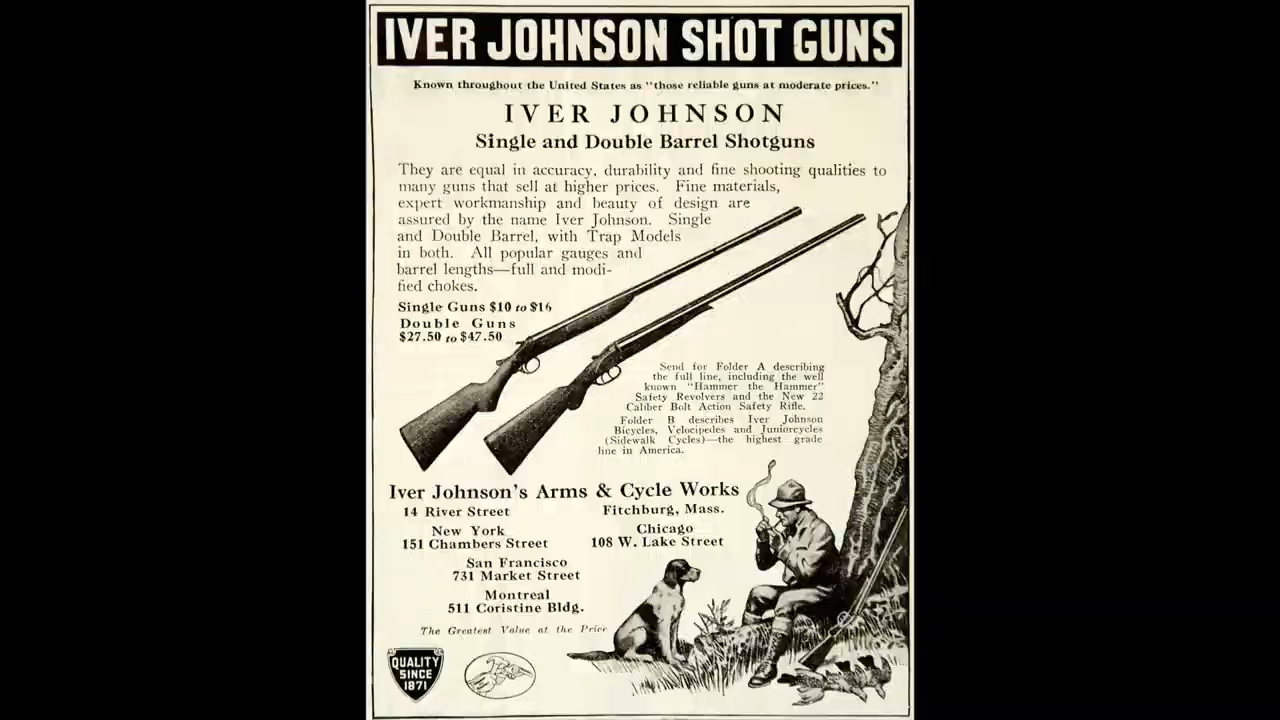 IVER JOHNSON SHOT GUNS
Known throughout the United States as "those reliable guns at moderate prices."
IVER JOHNSON
Single and Double Barrel Shotguns
They are equal in accuracy, durability and fine shooting qualities to
many guns that sell at higher prices. Fine materials,
expert workmanship and beauty of design are
assured by the name Iver Johnson. Single
and Double Barrel, with Trap Models
in both. All popular gauges and
barrel lengths—full and modi-
fied chokes.
Single Guns $10 to $16
Double Guns
$27.50 to $47.50
Send for Folder A describing
the full line, including the well
known "Hammer the Hammer"
Safety Revolvers and the New 22
Caliber Bolt Action Safety Rifle.
Folder B describes Iver Johnson
Bicycles, Velocipedes and Juniorcycles
(Sidewalk Cycles)—the highest grade
line in America.
Iver Johnson's Arms & Cycle Works
14 River Street Fitchburg, Mass.
New York
151 Chambers Street
Chicago
108 W. Lake Street
San Francisco
731 Market Street
Montreal
511 Coristine Bldg.
The Greatest Value at the Price
QUALITY
SINCE
1871